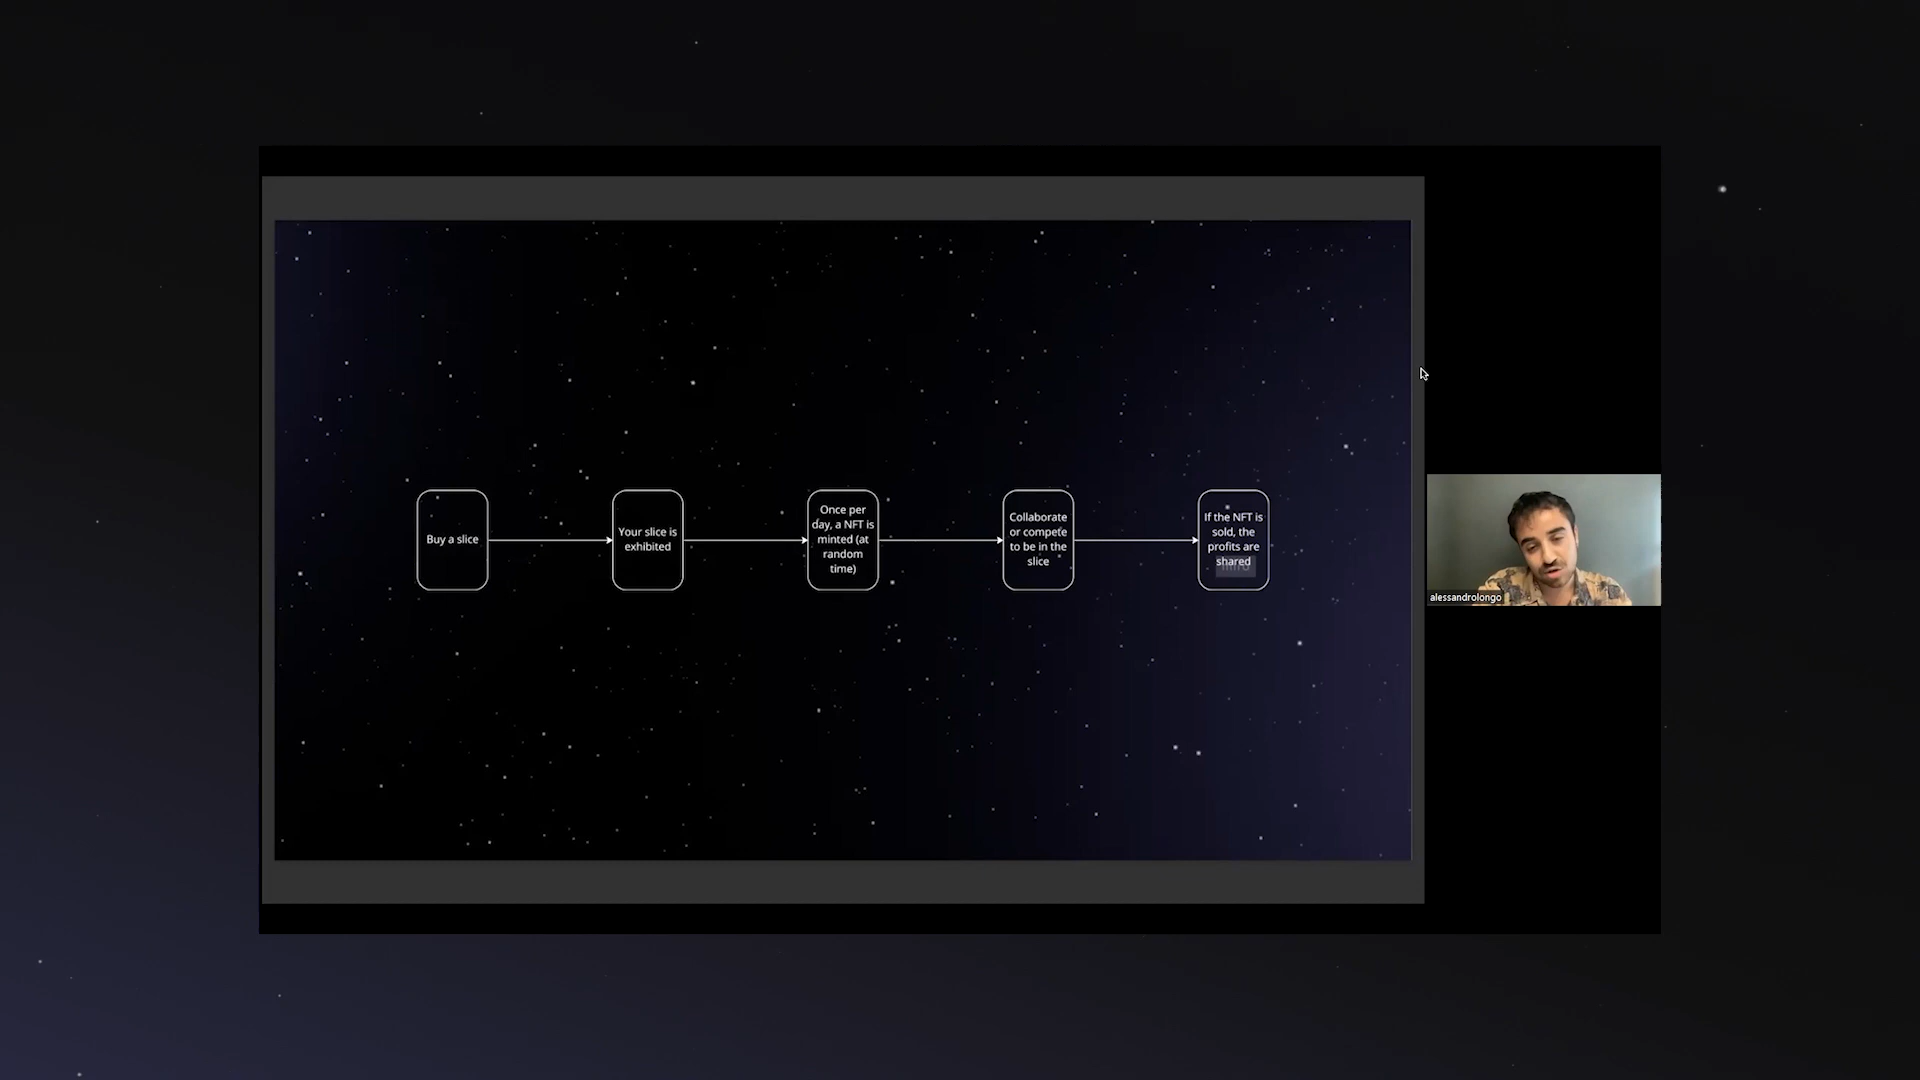 Buy a slice
Your slice is
exhibited
Once per
day, a NFT is
minted (at
random
time)
Collaborate
or compete
to be in the
slice
If the NFT is
sold, the
profits are
shared
miro
alessandrolongo